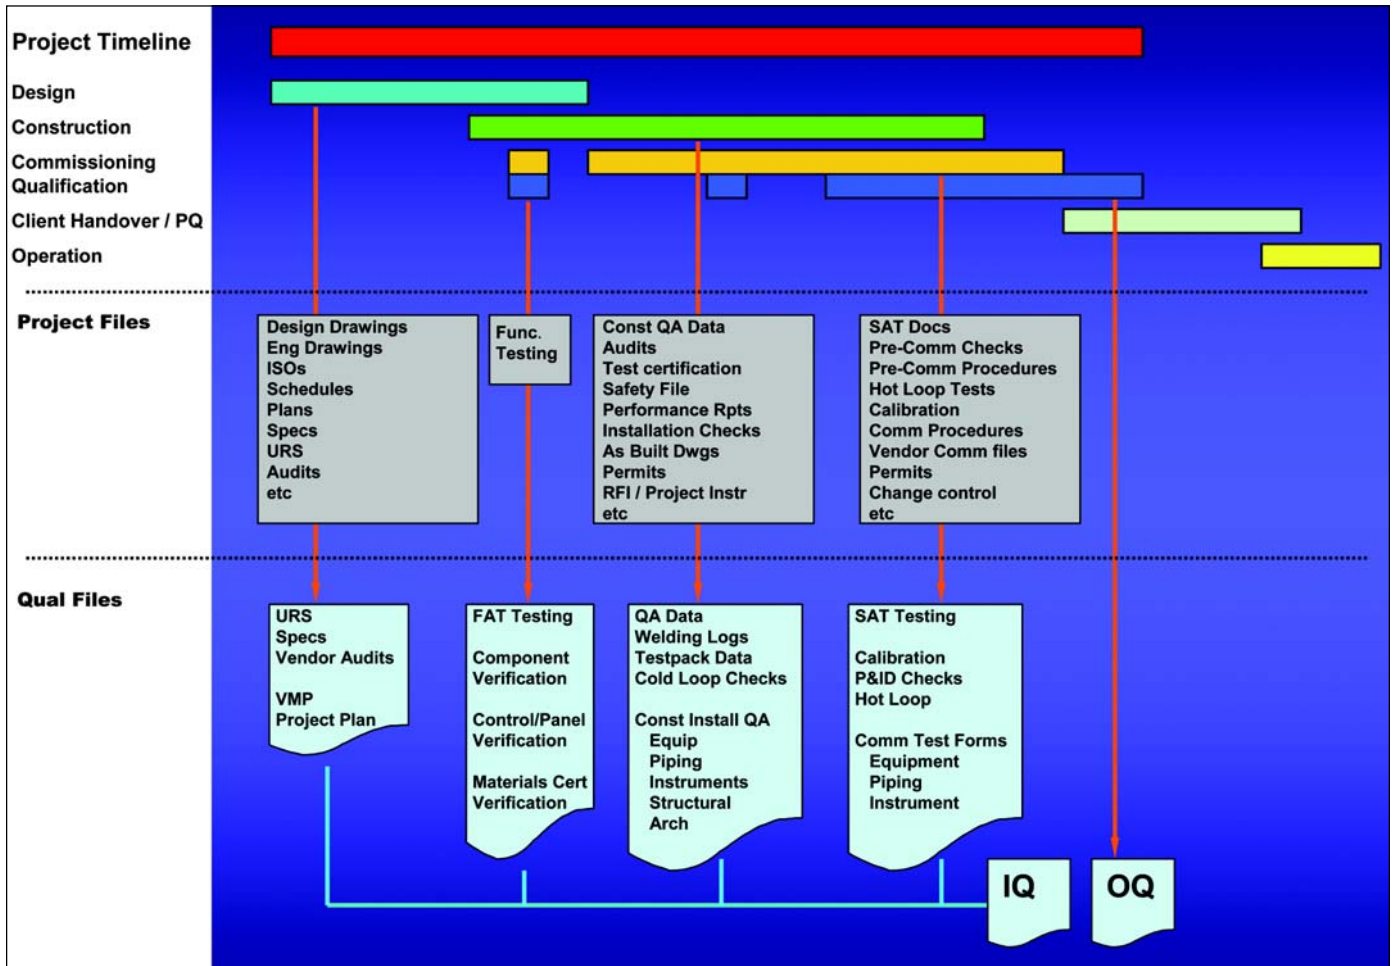 Project Timeline
Design
Construction
Commissioning
Qualification
Client Handover / PQ
Operation
Project Files
Design Drawings
Eng Drawings
ISOs
Schedules
Plans
Specs
URS
Audits
etc
Func.
Testing
Const QA Data
Audits
Test certification
Safety File
Performance Rpts
Installation Checks
As Built Dwgs
Permits
RFI / Project Instr
etc
SAT Docs
Pre-Comm Checks
Pre-Comm Procedures
Hot Loop Tests
Calibration
Comm Procedures
Vendor Comm files
Permits
Change control
etc
Qual Files
URS
Specs
Vendor Audits
VMP
Project Plan
FAT Testing
Component
Verification
Control/Panel
Verification
Materials Cert
Verification
QA Data
Welding Logs
Testpack Data
Cold Loop Checks
Const Install QA
Equip
Piping
Instruments
Structural
Arch
SAT Testing
Calibration
P&ID Checks
Hot Loop
Comm Test Forms
Equipment
Piping
Instrument
IQ
OQ